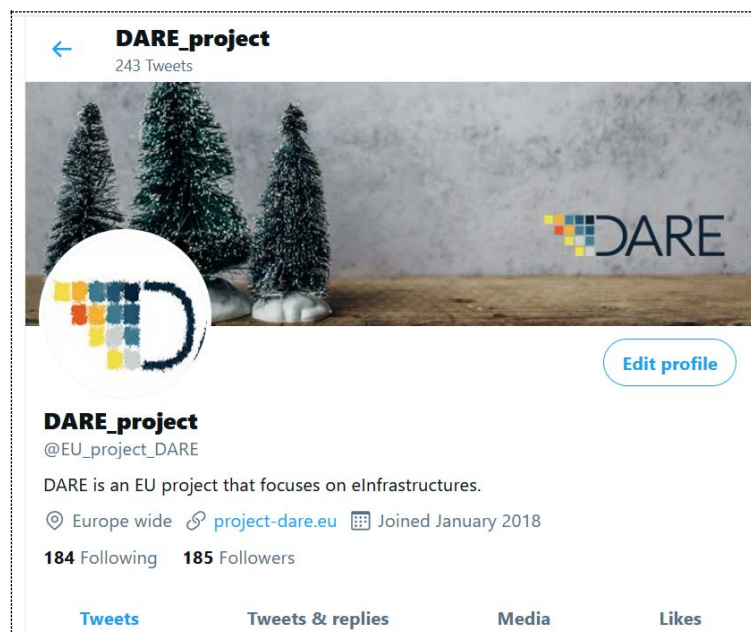 DARE_project
243 Tweets
DARE
D
Edit profile
DARE_project
@EU_project_DARE
DARE is an EU project that focuses on eInfrastructures.
Europe wide project-dare.eu Joined January 2018
184 Following 185 Followers
Tweets Tweets & replies Media Likes